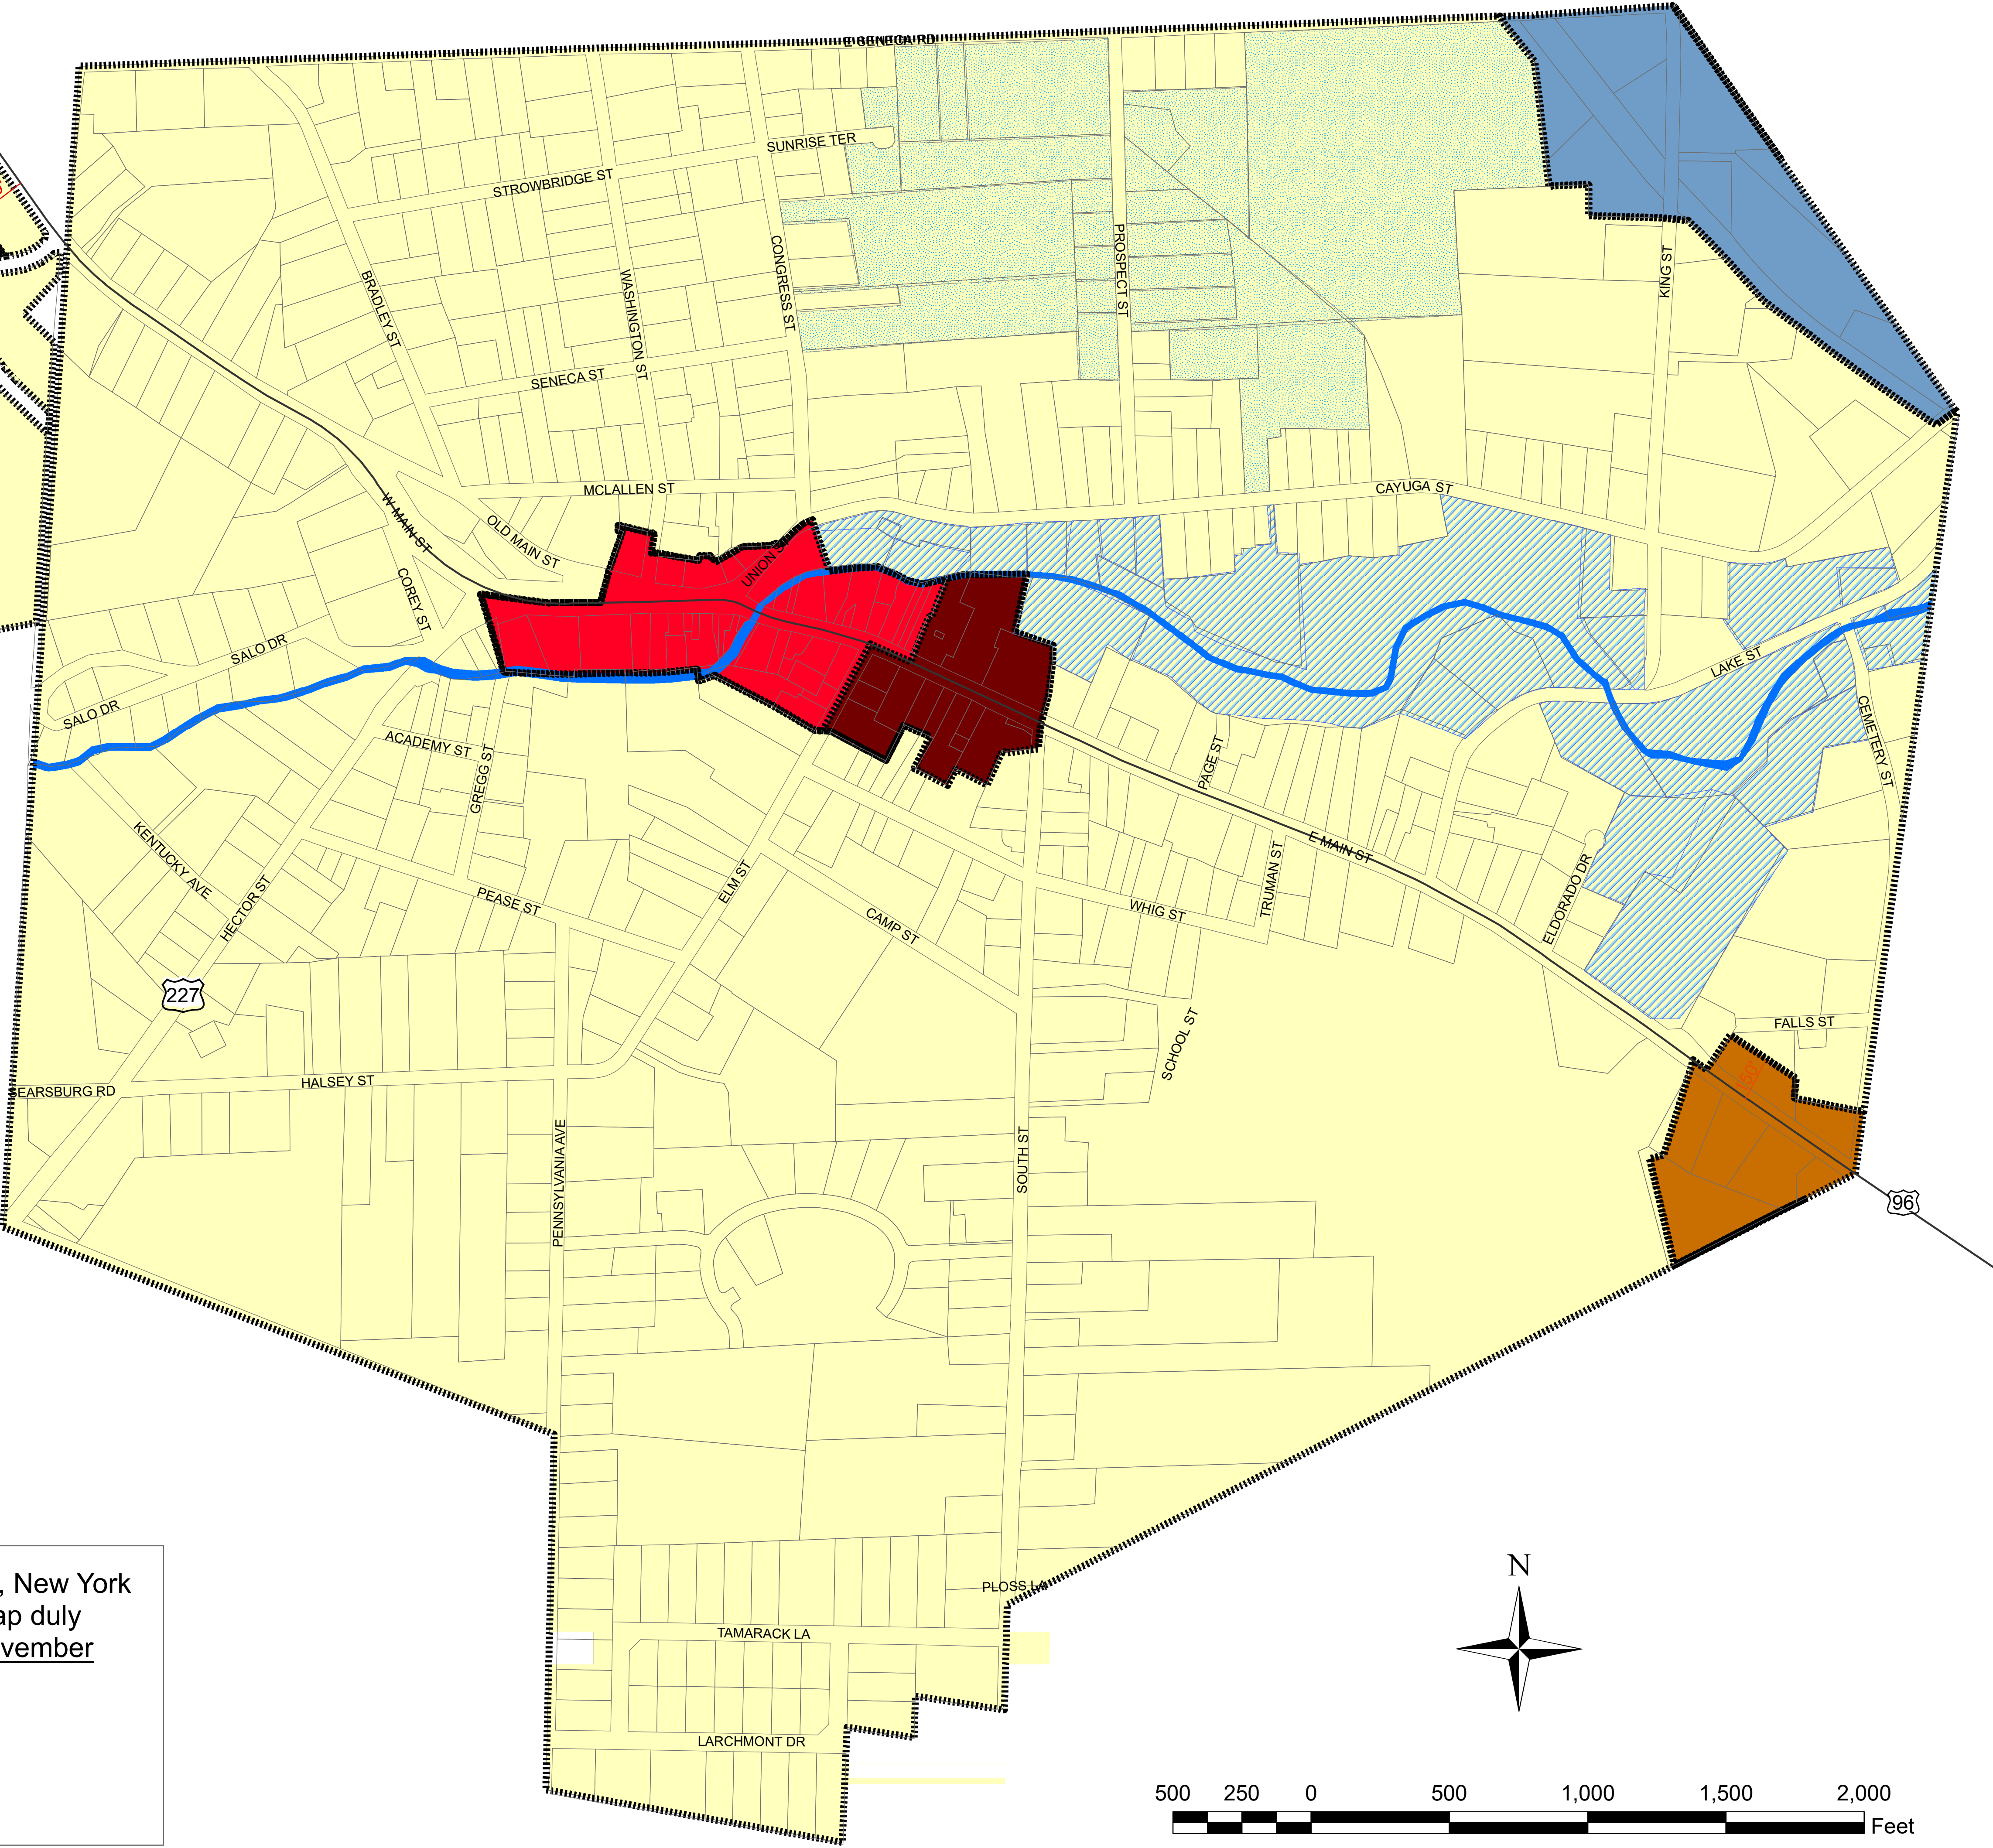 E SENECA RD
SUNRISE TER
STROWBRIDGE ST
CONGRESS ST
PROSPECT ST
KING ST
BRADLEY ST
WASHINGTON ST
SENECA ST
MCLALLEN ST
CAYUGA ST
W MAIN ST
OLD MAIN ST
UNION ST
COREY ST
SALO DR
SALO DR
LAKE ST
CEMETERY ST
ACADEMY ST
GREGG ST
PAGE ST
KENTUCKY AVE
HECTOR ST
PEASE ST
ELM ST
CAMP ST
WHIG ST
TRUMAN ST
E MAIN ST
ELDORADO DR
227
SCHOOL ST
FALLS ST
SEARSBURG RD
HALSEY ST
60'
PENNSYLVANIA AVE
SOUTH ST
96
PLOSS LA
TAMARACK LA
LARCHMONT DR
, New York
ap duly
vember
N
500 250 0 500 1,000 1,500 2,000
Feet